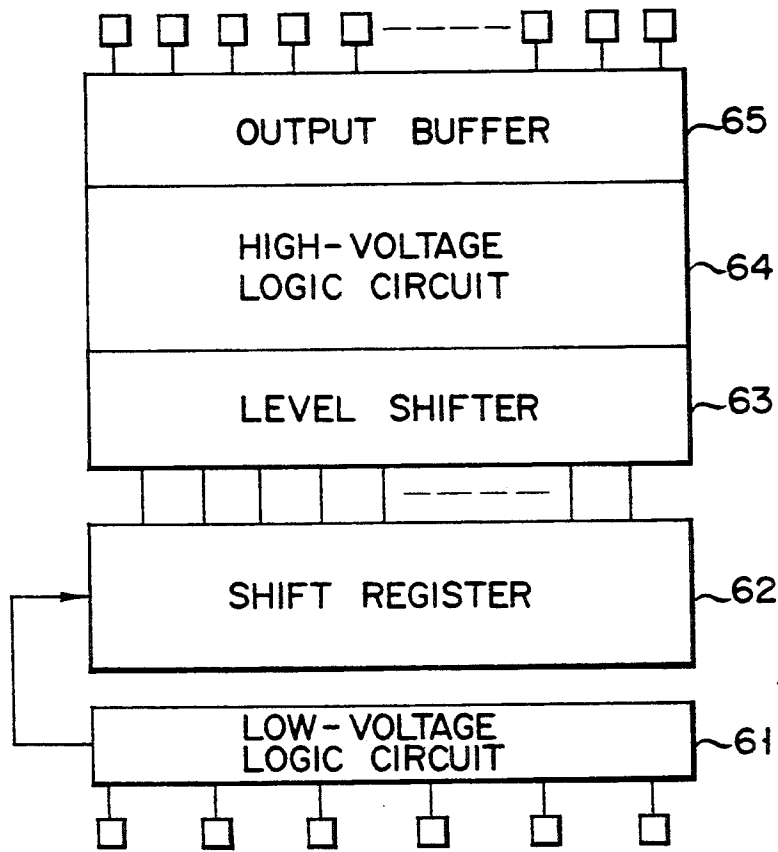 OUTPUT BUFFER
65
HIGH-VOLTAGE
LOGIC CIRCUIT
64
LEVEL SHIFTER
63
SHIFT REGISTER
62
LOW-VOLTAGE
LOGIC CIRCUIT
61